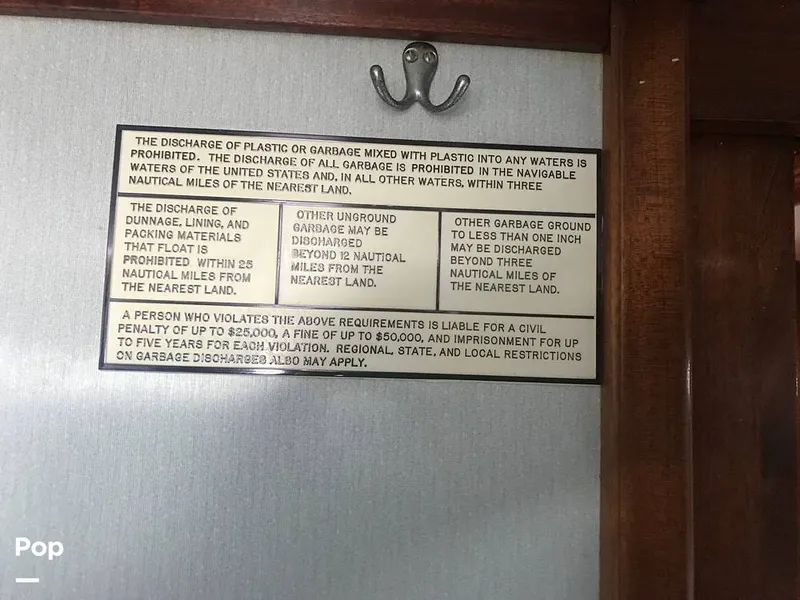 THE DISCHARGE OF PLASTIC OR GARBAGE MIXED WITH PLASTIC INTO ANY WATERS IS
PROHIBITED. THE DISCHARGE OF ALL GARBAGE IS PROHIBITED IN THE NAVIGABLE
WATERS OF THE UNITED STATES AND, IN ALL OTHER WATERS, WITHIN THREE
NAUTICAL MILES OF THE NEAREST LAND.
THE DISCHARGE OF
DUNNAGE, LINING, AND
PACKING MATERIALS
THAT FLOAT IS
PROHIBITED WITHIN 25
NAUTICAL MILES FROM
THE NEAREST LAND.
OTHER UNGROUND
GARBAGE MAY BE
DISCHARGED
BEYOND 12 NAUTICAL
MILES FROM THE
NEAREST LAND.
OTHER GARBAGE GROUND
TO LESS THAN ONE INCH
MAY BE DISCHARGED
BEYOND THREE
NAUTICAL MILES OF
THE NEAREST LAND.
A PERSON WHO VIOLATES THE ABOVE REQUIREMENTS IS LIABLE FOR A CIVIL
PENALTY OF UP TO $25,000, A FINE OF UP TO $50,000, AND IMPRISONMENT FOR UP
TO FIVE YEARS FOR EACH VIOLATION. REGIONAL, STATE, AND LOCAL RESTRICTIONS
ON GARBAGE DISCHARGES ALSO MAY APPLY.
Pop